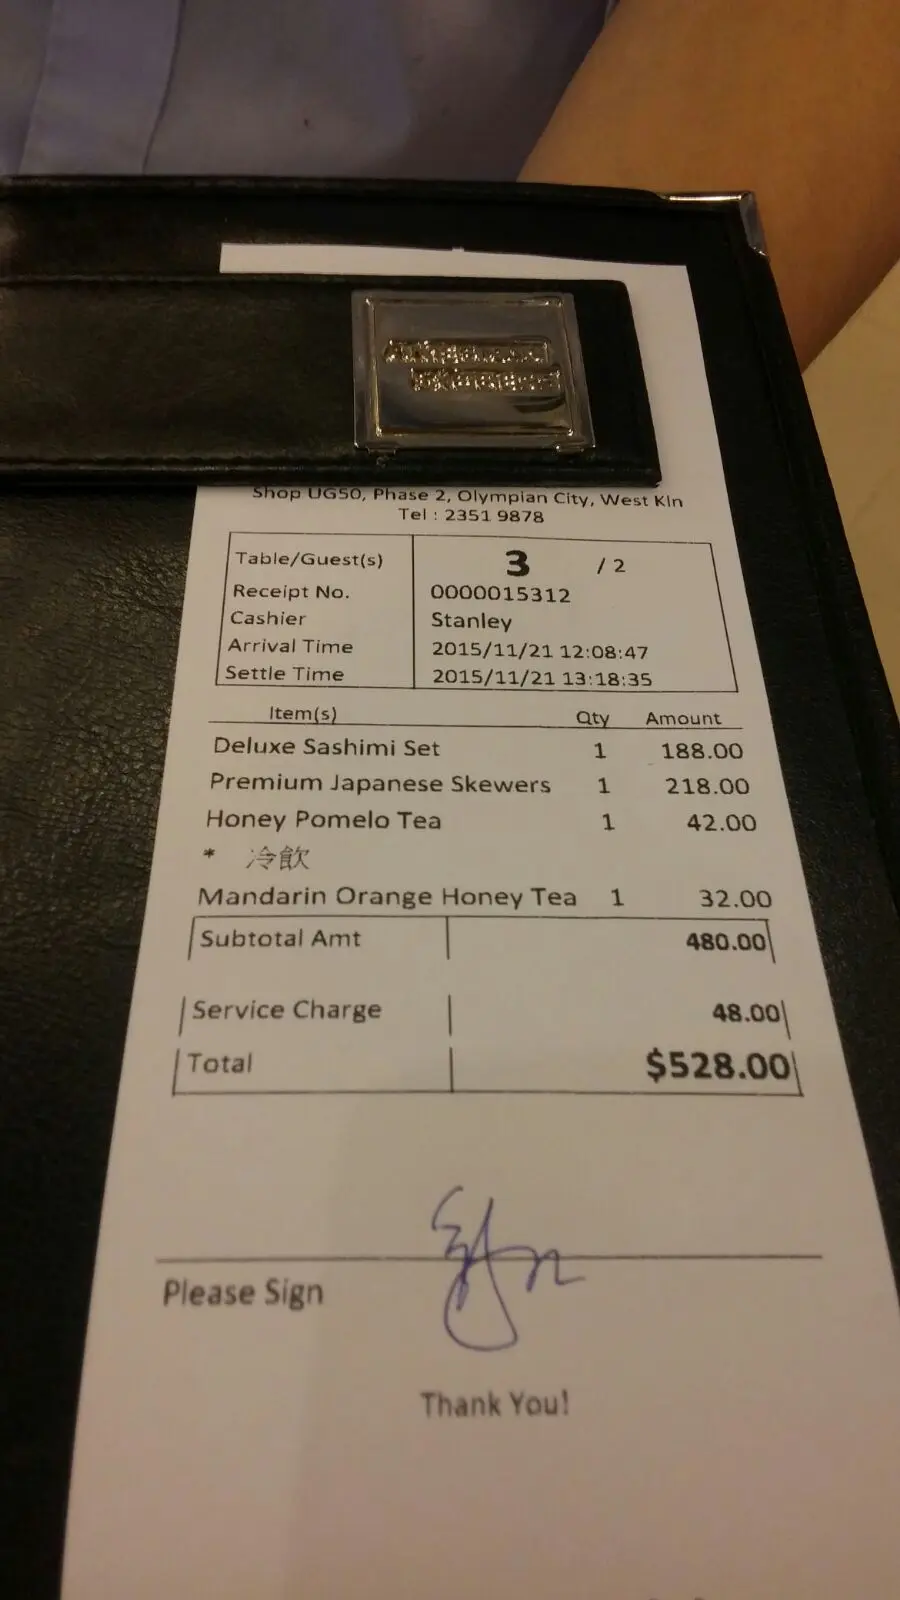 Shop UG50, Phase 2, Olympian City, West Kln
Tel : 2351 9878
Table/Guest(s) 3 / 2
Receipt No. 0000015312
Cashier Stanley
Arrival Time 2015/11/21 12:08:47
Settle Time 2015/11/21 13:18:35
Item(s) Qty Amount
Deluxe Sashimi Set 1 188.00
Premium Japanese Skewers 1 218.00
Honey Pomelo Tea 1 42.00
* 冷飲
Mandarin Orange Honey Tea 1 32.00
Subtotal Amt 480.00
Service Charge 48.00
Total $528.00
Please Sign
Thank You!